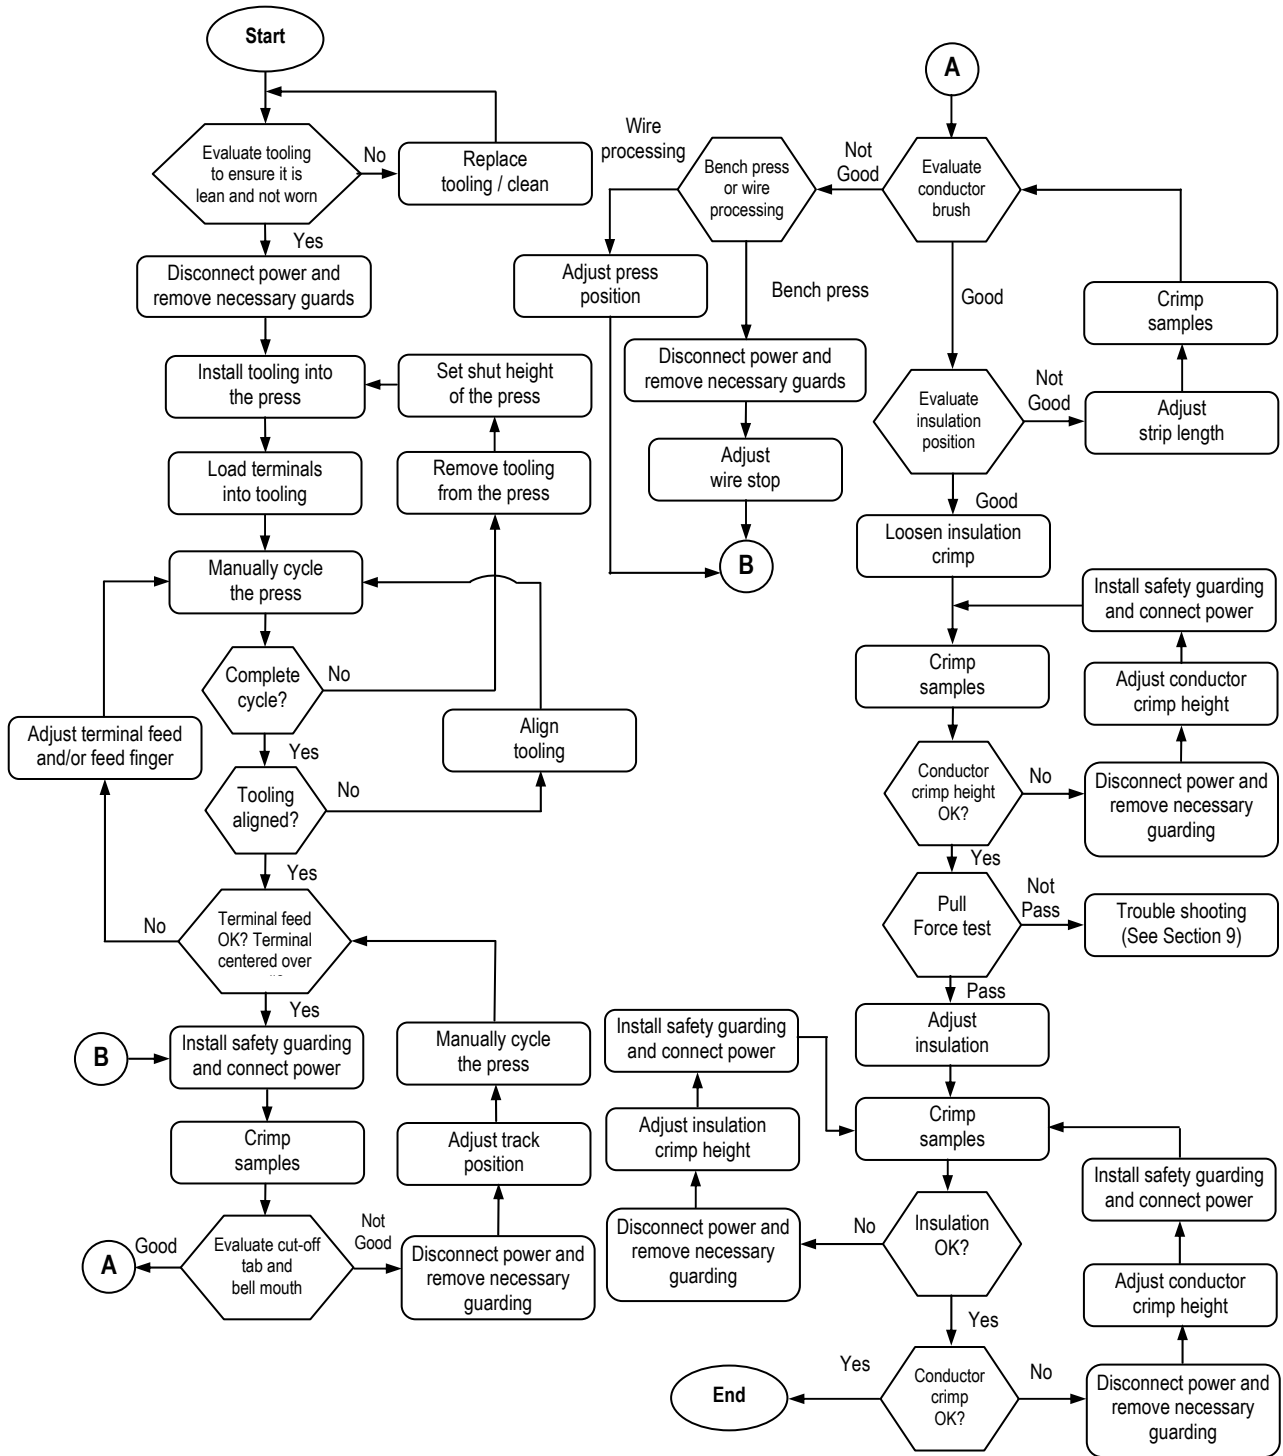 Start
Evaluate tooling
to ensure it is
lean and not worn
No
Replace
tooling / clean
Yes
Disconnect power and
remove necessary guards
Install tooling into
the press
Set shut height
of the press
Load terminals
into tooling
Remove tooling
from the press
Manually cycle
the press
Complete
cycle?
No
Adjust terminal feed
and/or feed finger
Align
tooling
Yes
Tooling
aligned?
No
Yes
Terminal feed
OK? Terminal
centered over
No
Yes
B
Install safety guarding
and connect power
Manually cycle
the press
Crimp
samples
Adjust track
position
A
Good
Evaluate cut-off
tab and
bell mouth
Not
Good
Disconnect power and
remove necessary
guarding
A
Wire
processing
Bench press
or wire
processing
Not
Good
Evaluate
conductor
brush
Adjust press
position
Bench press
Good
Crimp
samples
Disconnect power and
remove necessary guards
Evaluate
insulation
position
Not
Good
Adjust
strip length
Adjust
wire stop
Good
B
Loosen insulation
crimp
Install safety guarding
and connect power
Crimp
samples
Adjust conductor
crimp height
Conductor
crimp height
OK?
No
Disconnect power and
remove necessary
guarding
Yes
Pull
Force test
Not
Pass
Trouble shooting
(See Section 9)
Pass
Install safety guarding
and connect power
Adjust
insulation
Adjust insulation
crimp height
Crimp
samples
Install safety guarding
and connect power
Disconnect power and
remove necessary
guarding
No
Insulation
OK?
Adjust conductor
crimp height
Yes
End
Yes
Conductor
crimp
OK?
No
Disconnect power and
remove necessary
guarding